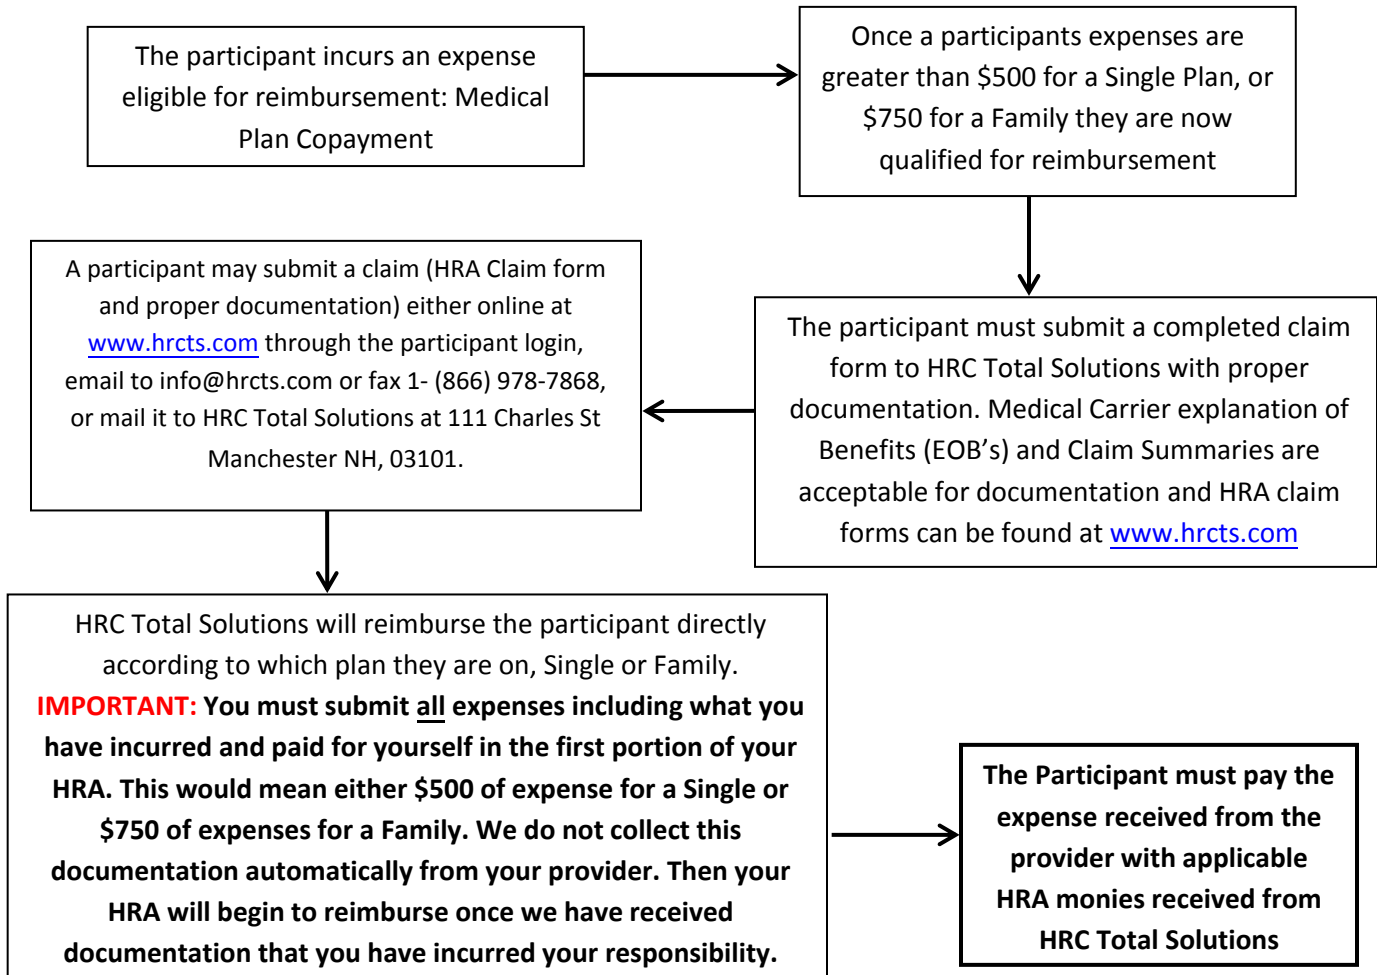 The participant incurs an expense
eligible for reimbursement: Medical
Plan Copayment
Once a participants expenses are
greater than $500 for a Single Plan, or
$750 for a Family they are now
qualified for reimbursement
The participant must submit a completed claim
form to HRC Total Solutions with proper
documentation. Medical Carrier explanation of
Benefits (EOB’s) and Claim Summaries are
acceptable for documentation and HRA claim
forms can be found at www.hrcts.com
A participant may submit a claim (HRA Claim form
and proper documentation) either online at
www.hrcts.com through the participant login,
email to info@hrcts.com or fax 1- (866) 978-7868,
or mail it to HRC Total Solutions at 111 Charles St
Manchester NH, 03101.
HRC Total Solutions will reimburse the participant directly
according to which plan they are on, Single or Family.
IMPORTANT: You must submit all expenses including what you
have incurred and paid for yourself in the first portion of your
HRA. This would mean either $500 of expense for a Single or
$750 of expenses for a Family. We do not collect this
documentation automatically from your provider. Then your
HRA will begin to reimburse once we have received
documentation that you have incurred your responsibility.
The Participant must pay the
expense received from the
provider with applicable
HRA monies received from
HRC Total Solutions